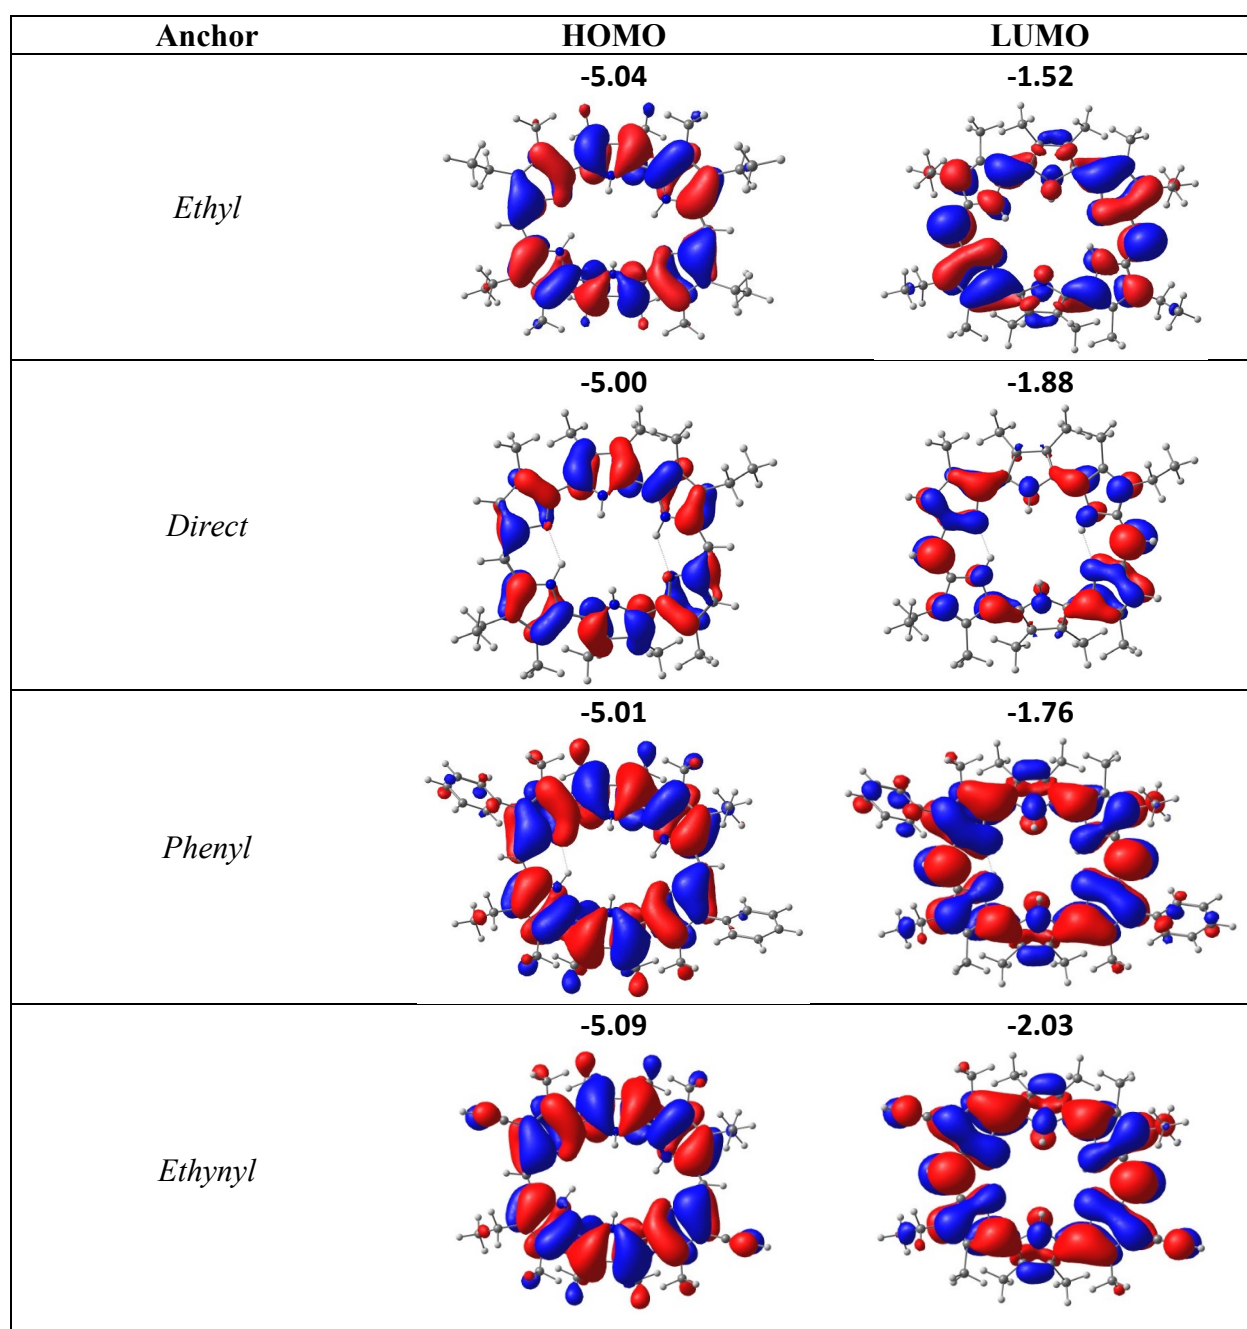 Anchor HOMO LUMO
-5.04 -1.52
Ethyl
-5.00 -1.88
Direct
-5.01 -1.76
Phenyl
-5.09 -2.03
Ethynyl